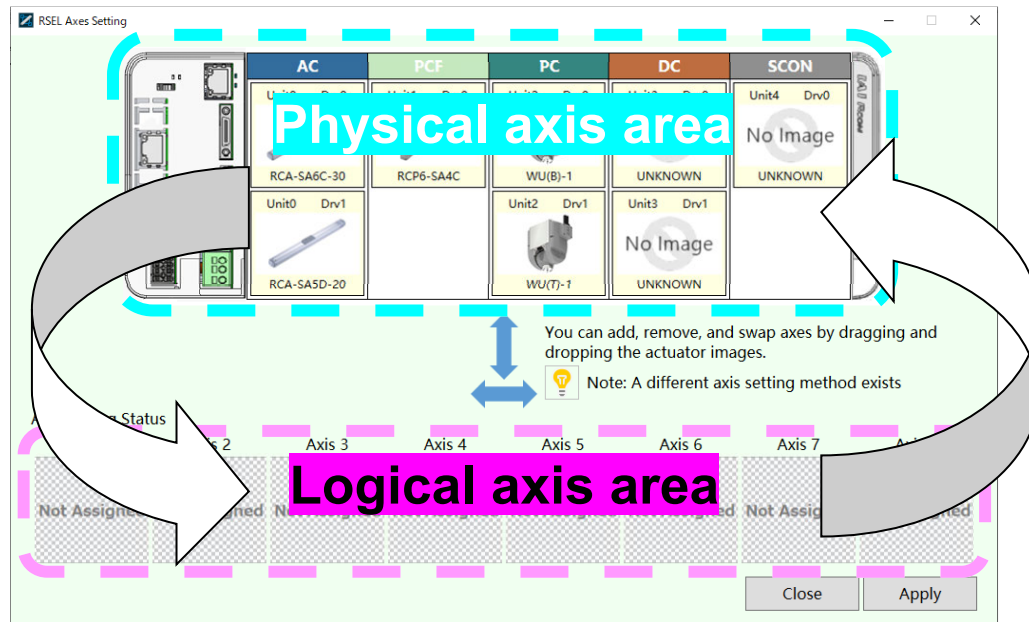 RSEL Axes Setting
AC PCF PC DC SCON
Unit4 Drv0
Physical axis area
No Image
RCA-SA6C-30 RCP6-SA4C WU(B)-1 UNKNOWN UNKNOWN
Unit0 Drv1 Unit2 Drv1 Unit3 Drv1
No Image
RCA-SA5D-20 WU(T)-1 UNKNOWN
You can add, remove, and swap axes by dragging and
dropping the actuator images.
Note: A different axis setting method exists
Status
2 Axis 3 Axis 4 Axis 5 Axis 6 Axis 7
Logical axis area
Not Assigned Not Assig
Close Apply